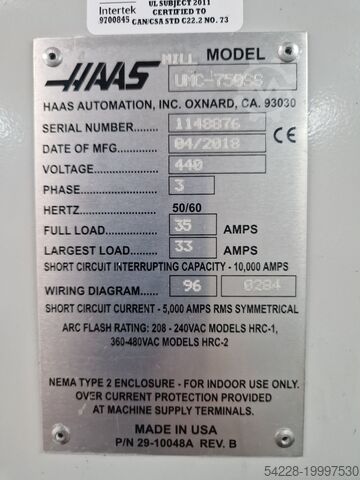 Intertek
9700845
UL SUBJECT 2011
CERTIFIED TO
CAN/CSA STD C22.2 NO. 73
HAAS MILL MODEL
UMC-750SS
HAAS AUTOMATION, INC. OXNARD, CA. 93030
SERIAL NUMBER 1148876
DATE OF MFG. 04/2018 CE
VOLTAGE 440
PHASE 3
HERTZ 50/60
FULL LOAD 35 AMPS
LARGEST LOAD 33 AMPS
SHORT CIRCUIT INTERRUPTING CAPACITY - 10,000 AMPS
WIRING DIAGRAM 96 0284
SHORT CIRCUIT CURRENT - 5,000 AMPS RMS SYMMETRICAL
ARC FLASH RATING: 208 - 240VAC MODELS HRC-1,
360-480VAC MODELS HRC-2
NEMA TYPE 2 ENCLOSURE - FOR INDOOR USE ONLY.
OVER CURRENT PROTECTION PROVIDED
AT MACHINE SUPPLY TERMINALS.
MADE IN USA
P/N 29-10048A REV. B
54228-19997530